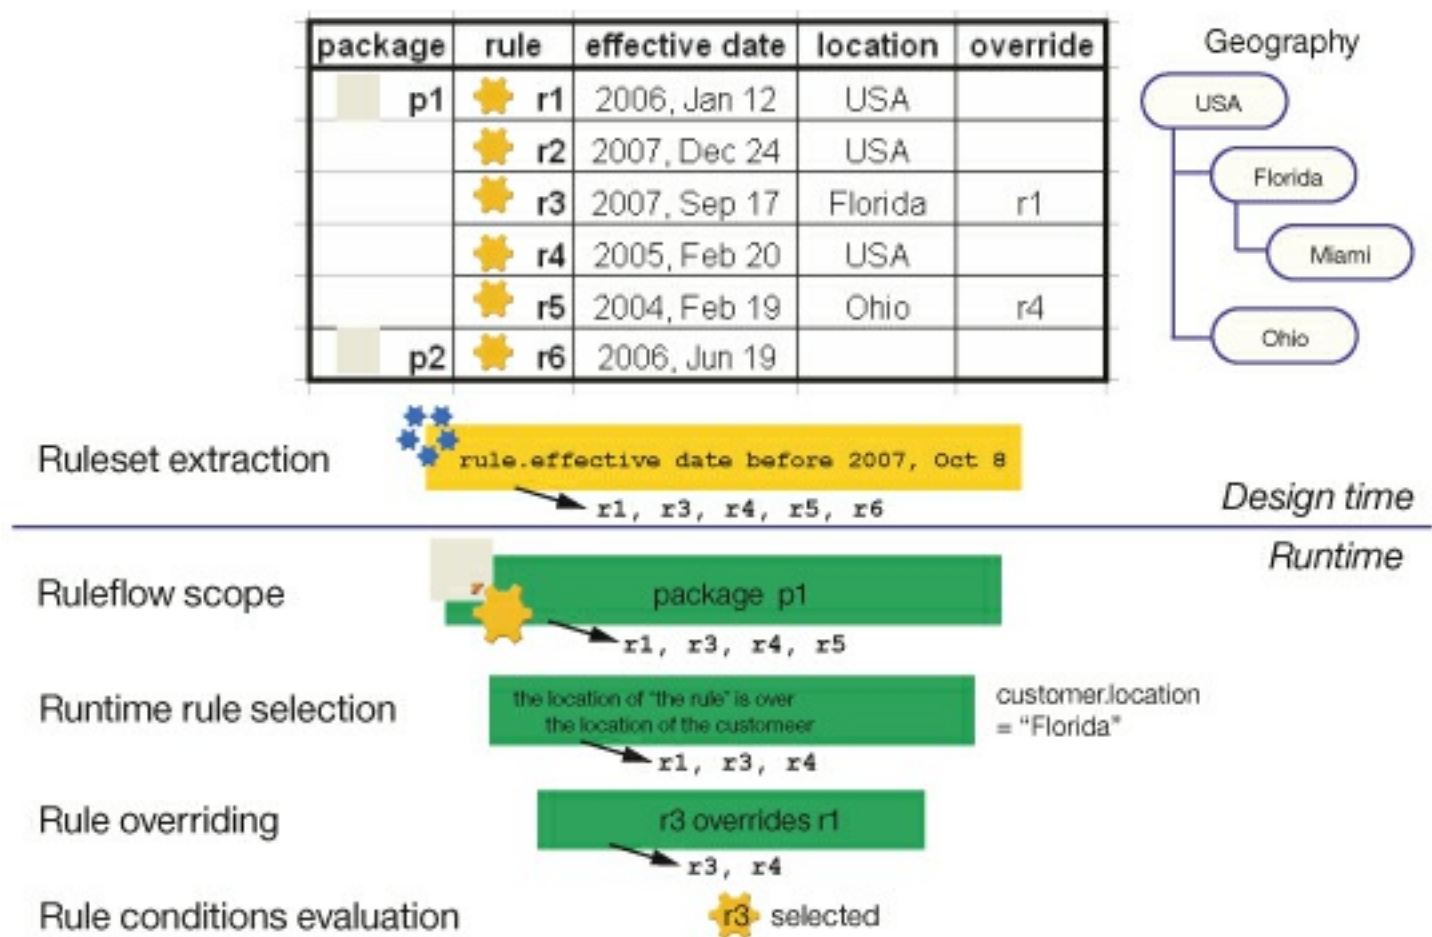 package rule effective date location override
p1 r1 2006, Jan 12 USA
r2 2007, Dec 24 USA
r3 2007, Sep 17 Florida r1
r4 2005, Feb 20 USA
r5 2004, Feb 19 Ohio r4
p2 r6 2006, Jun 19
Geography
USA
Florida
Miami
Ohio
Ruleset extraction
rule.effective date before 2007, Oct 8
r1, r3, r4, r5, r6
Design time
Runtime
Ruleflow scope
package p1
r1, r3, r4, r5
Runtime rule selection
the location of "the rule" is over
the location of the customeer
customer.location
= “Florida”
r1, r3, r4
Rule overriding
r3 overrides r1
r3, r4
Rule conditions evaluation
r3 selected